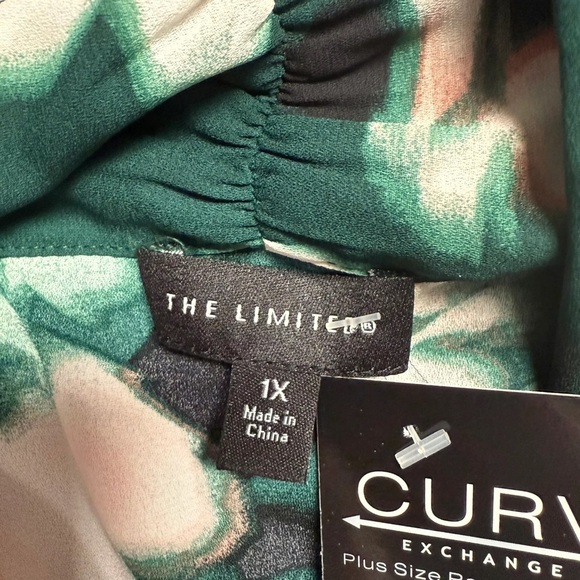 THE LIMITED®
1X
Made in
China
CURV
EXCHANGE
Plus Size